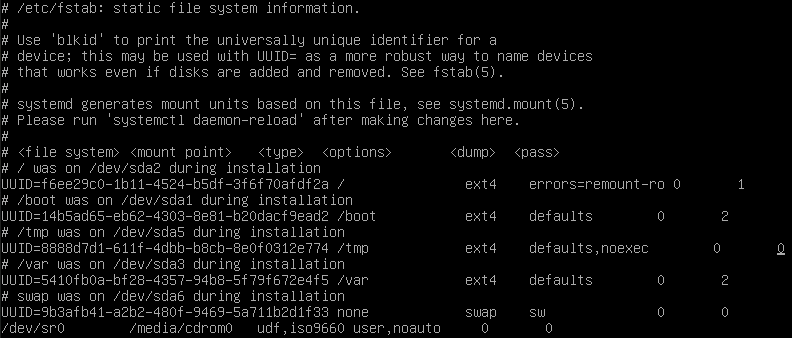 # /etc/fstab: static file system information.
#
# Use 'blkid' to print the universally unique identifier for a
# device; this may be used with UUID= as a more robust way to name devices
# that works even if disks are added and removed. See fstab(5).
#
# systemd generates mount units based on this file, see systemd.mount(5).
# Please run 'systemctl daemon-reload' after making changes here.
#
# <file system> <mount point>   <type>  <options>       <dump>  <pass>
# / was on /dev/sda2 during installation
UUID=f6ee29c0-1b11-4524-b5df-3f6f70afdf2a /               ext4    errors=remount-ro 0       1
# /boot was on /dev/sda1 during installation
UUID=14b5ad65-eb62-4303-8e81-b20dacf9ead2 /boot           ext4    defaults        0       2
# /tmp was on /dev/sda5 during installation
UUID=8888d7d1-611f-4dbb-b8cb-8e0f0312e774 /tmp            ext4    defaults,noexec        0       0
# /var was on /dev/sda3 during installation
UUID=5410fb0a-bf28-4357-94b8-5f79f672e4f5 /var            ext4    defaults        0       2
# swap was on /dev/sda6 during installation
UUID=9b3afb41-a2b2-480f-9469-5a711b2d1f33 none            swap    sw              0       0
/dev/sr0        /media/cdrom0   udf,iso9660 user,noauto     0       0